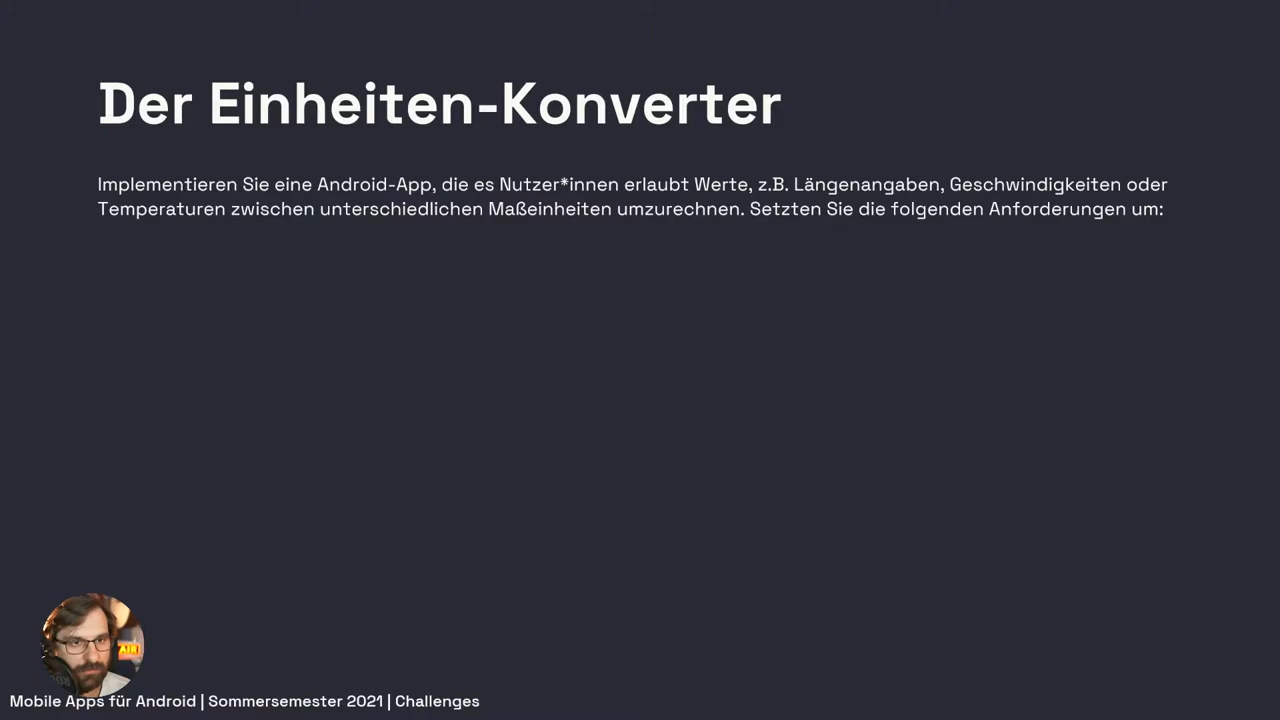 Der Einheiten-Konverter
Implementieren Sie eine Android-App, die es Nutzer*innen erlaubt Werte, z.B. Längenangaben, Geschwindigkeiten oder
Temperaturen zwischen unterschiedlichen Maßeinheiten umzurechnen. Setzten Sie die folgenden Anforderungen um:
AIR
Mobile Apps für Android | Sommersemester 2021 | Challenges